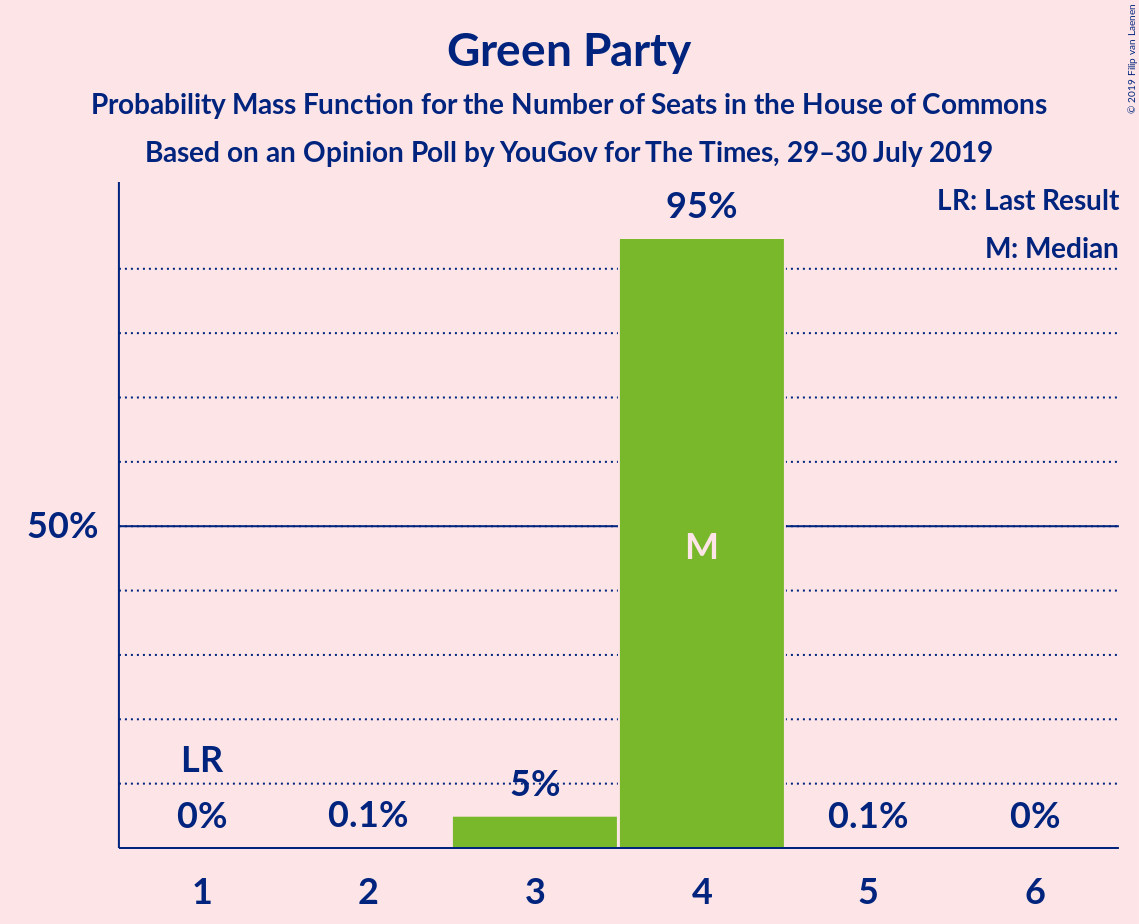 Green Party
Probability Mass Function for the Number of Seats in the House of Commons
Based on an Opinion Poll by YouGov for The Times, 29–30 July 2019
© 2019 Filip van Laenen
LR: Last Result
M: Median
95%
50%
M
LR
0%
0.1%
5%
0.1%
0%
1 2 3 4 5 6